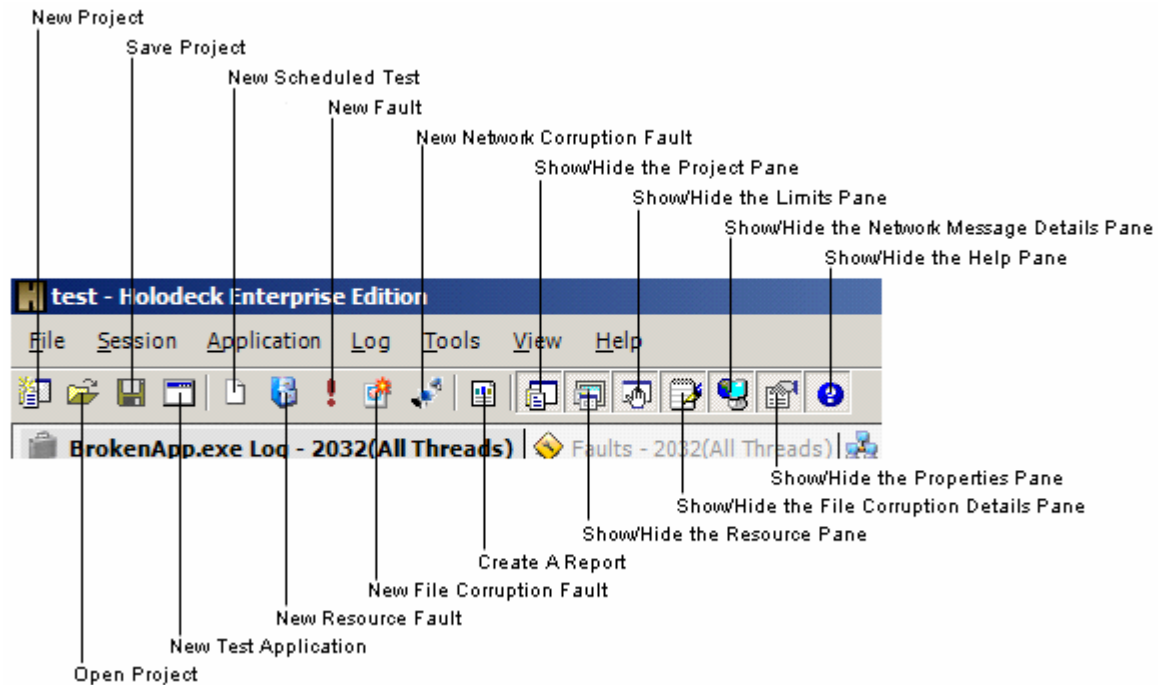 New Project
Save Project
New Scheduled Test
New Fault
New Network Corruption Fault
Show/Hide the Project Pane
Show/Hide the Limits Pane
Show/Hide the Network Message Details Pane
Show/Hide the Help Pane
test - Holodeck Enterprise Edition
File Session Application Log Tools View Help
BrokenApp.exe Log - 2032(All Threads) Faults - 2032(All Threads)
Show/Hide the Properties Pane
Show/Hide the File Corruption Details Pane
Show/Hide the Resource Pane
Create A Report
New File Corruption Fault
New Resource Fault
New Test Application
Open Project